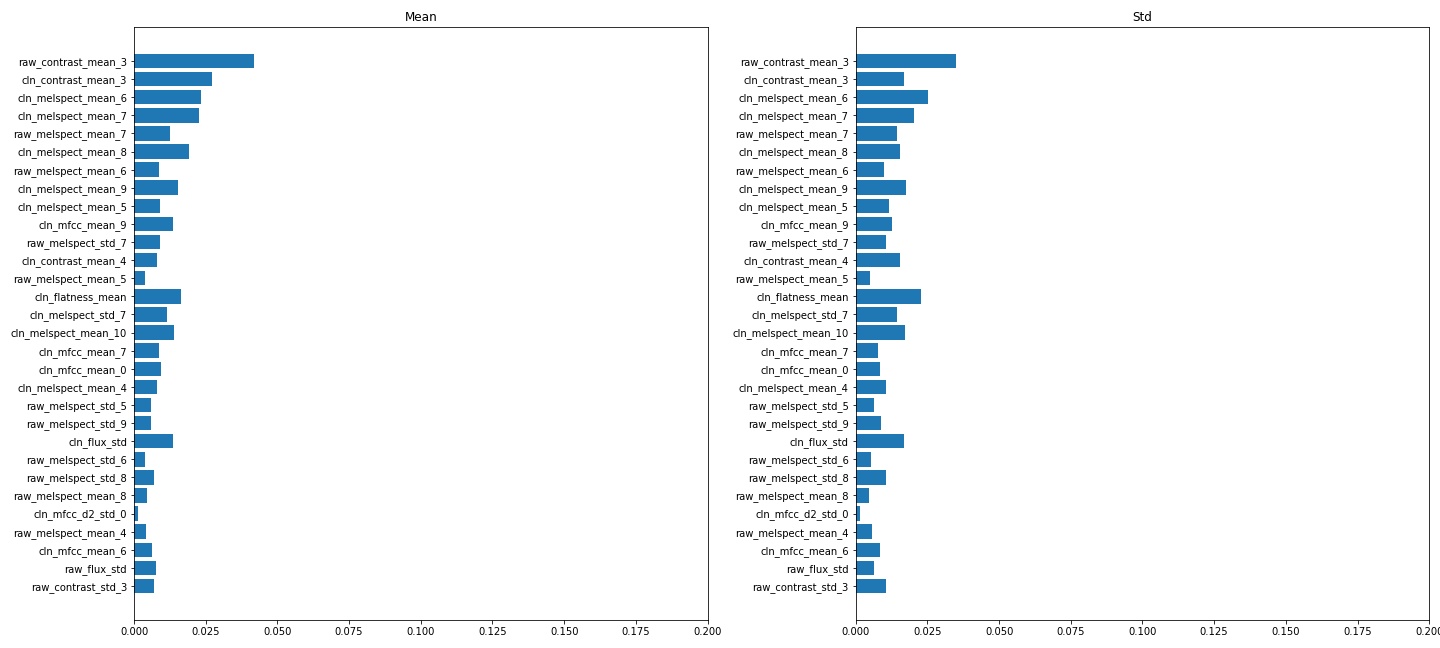 Mean
raw_contrast_mean_3
cln_contrast_mean_3
cln_melspect_mean_6
cln_melspect_mean_7
raw_melspect_mean_7
cln_melspect_mean_8
raw_melspect_mean_6
cln_melspect_mean_9
cln_melspect_mean_5
cln_mfcc_mean_9
raw_melspect_std_7
cln_contrast_mean_4
raw_melspect_mean_5
cln_flatness_mean
cln_melspect_std_7
cln_melspect_mean_10
cln_mfcc_mean_7
cln_mfcc_mean_0
cln_melspect_mean_4
raw_melspect_std_5
raw_melspect_std_9
cln_flux_std
raw_melspect_std_6
raw_melspect_std_8
raw_melspect_mean_8
cln_mfcc_d2_std_0
raw_melspect_mean_4
cln_mfcc_mean_6
raw_flux_std
raw_contrast_std_3
0.000 0.025 0.050 0.075 0.100 0.125 0.150 0.175 0.200
Std
raw_contrast_mean_3
cln_contrast_mean_3
cln_melspect_mean_6
cln_melspect_mean_7
raw_melspect_mean_7
cln_melspect_mean_8
raw_melspect_mean_6
cln_melspect_mean_9
cln_melspect_mean_5
cln_mfcc_mean_9
raw_melspect_std_7
cln_contrast_mean_4
raw_melspect_mean_5
cln_flatness_mean
cln_melspect_std_7
cln_melspect_mean_10
cln_mfcc_mean_7
cln_mfcc_mean_0
cln_melspect_mean_4
raw_melspect_std_5
raw_melspect_std_9
cln_flux_std
raw_melspect_std_6
raw_melspect_std_8
raw_melspect_mean_8
cln_mfcc_d2_std_0
raw_melspect_mean_4
cln_mfcc_mean_6
raw_flux_std
raw_contrast_std_3
0.000 0.025 0.050 0.075 0.100 0.125 0.150 0.175 0.200